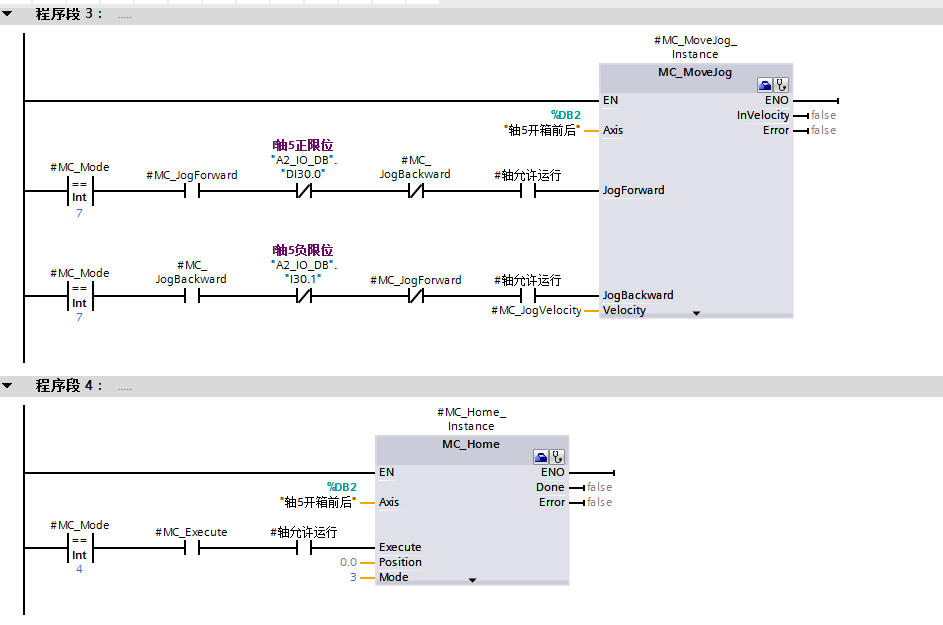 程序段 3： .....
#MC_MoveJog_
Instance
MC_MoveJog
EN
ENO
%DB2
InVelocity
false
"轴5开箱前后"
Axis
Error
false
轴5正限位
"A2_IO_DB".
"DI30.0"
#MC_Mode
#MC_JogForward
#MC_
JogBackward
#轴允许运行
==
Int
7
JogForward
轴5负限位
"A2_IO_DB".
"I30.1"
#MC_Mode
#MC_
JogBackward
#MC_JogForward
#轴允许运行
==
Int
7
JogBackward
#MC_JogVelocity
Velocity
程序段 4： .....
#MC_Home_
Instance
MC_Home
EN
ENO
%DB2
Done
false
"轴5开箱前后"
Axis
Error
false
#MC_Mode
#MC_Execute
#轴允许运行
==
Int
4
Execute
0.0
Position
3
Mode